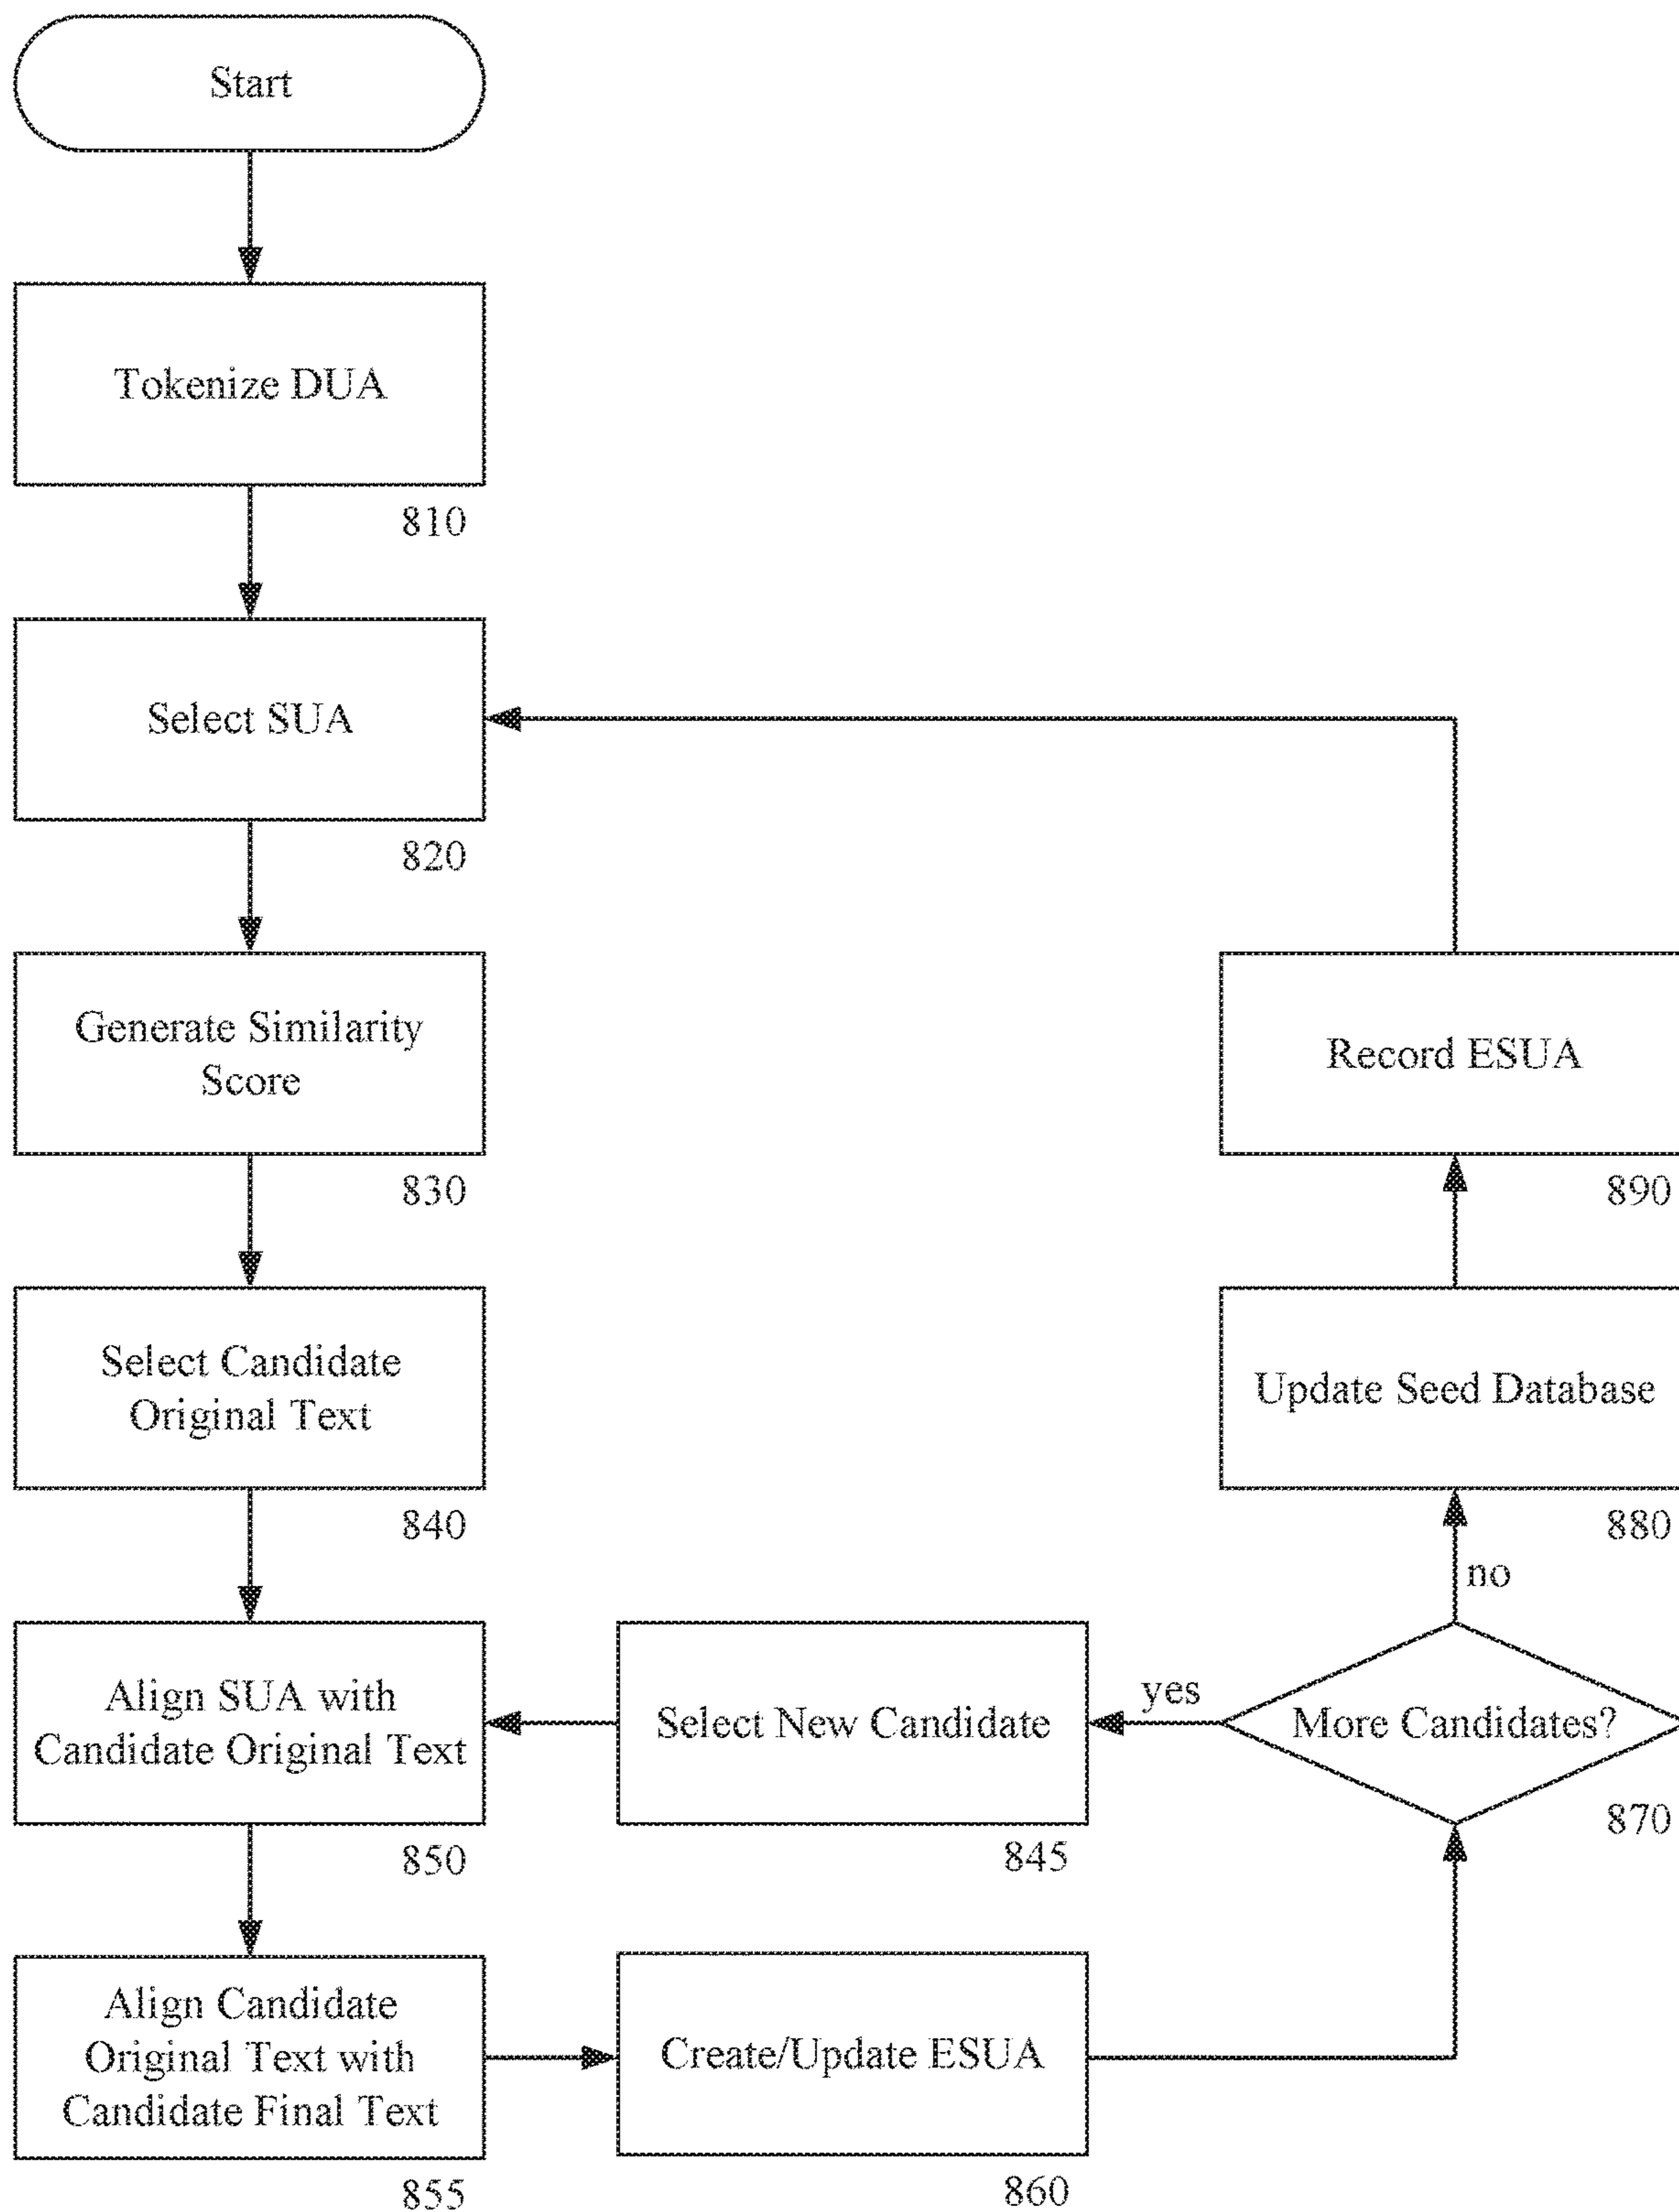 Start
Tokenize DUA
810
Select SUA
820
Generate Similarity
Score
830
Record ESUA
890
Select Candidate
Original Text
840
Update Seed Database
880
no
Align SUA with
Candidate Original Text
850
Select New Candidate
845
yes
More Candidates?
870
Align Candidate
Original Text with
Candidate Final Text
855
Create/Update ESUA
860